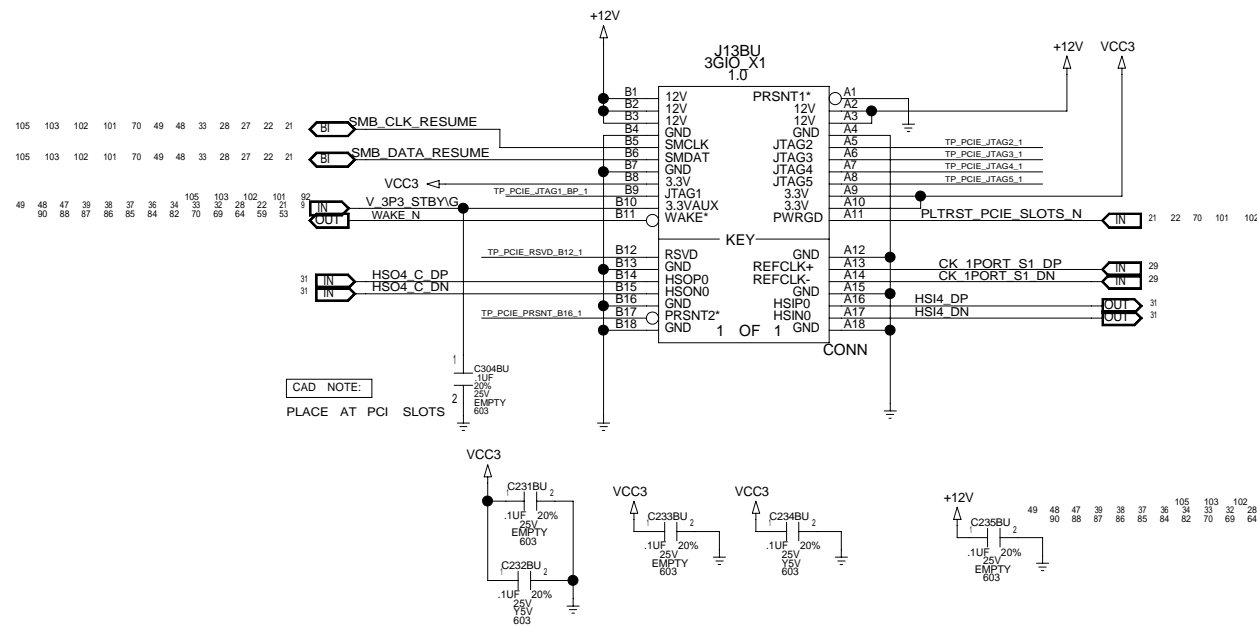 +12V
J13BU
3GIO_X1
1.0
+12V VCC3
B1 12V PRSNT1* A1
B2 12V 12V A2
B3 12V 12V A3
B4 GND GND A4
105 103 102 101 70 49 48 33 28 27 22 21 BI SMB_CLK_RESUME B5 SMCLK JTAG2 A5 TP_PCIE_JTAG2_1
B6 SMDAT JTAG3 A6 TP_PCIE_JTAG3_1
105 103 102 101 70 49 48 33 28 27 22 21 BI SMB_DATA_RESUME B7 GND JTAG4 A7 TP_PCIE_JTAG4_1
VCC3 B8 3.3V JTAG5 A8 TP_PCIE_JTAG5_1
TP_PCIE_JTAG1_BP_1 B9 JTAG1 3.3V A9
105 103 102 101 92
49 48 47 39 38 37 36 34 33 32 28 22 21 9 IN V_3P3_STBY\G B10 3.3VAUX 3.3V A10
90 88 87 86 85 84 82 70 69 64 59 53 OUT WAKE_N B11 WAKE* PWRGD A11 PLTRST_PCIE_SLOTS_N IN 21 22 70 101 102
KEY
TP_PCIE_RSVD_B12_1 B12 RSVD GND A12
B13 GND REFCLK+ A13 CK_1PORT_S1_DP IN 29
31 IN HSO4_C_DP B14 HSOP0 REFCLK- A14 CK_1PORT_S1_DN IN 29
31 IN HSO4_C_DN B15 HSON0 GND A15
B16 GND HSIP0 A16 HSI4_DP OUT 31
TP_PCIE_PRSNT_B16_1 B17 PRSNT2* HSIN0 A17 HSI4_DN OUT 31
B18 GND 1 OF 1 GND A18
CONN
1 C304BU
.1UF
20%
25V
2 EMPTY
603
CAD NOTE:
PLACE AT PCI SLOTS
VCC3
1 C231BU 2
.1UF 20%
25V
EMPTY
603
C232BU 2
1
.1UF 20%
25V
Y5V
603
VCC3
1 C233BU 2
.1UF 20%
25V
EMPTY
603
VCC3
1 C234BU 2
.1UF 20%
25V
Y5V
603
+12V
1 C235BU 2
.1UF 20%
25V
EMPTY
603
105 103 102
49 48 47 39 38 37 36 34 33 32 28
90 88 87 86 85 84 82 70 69 64